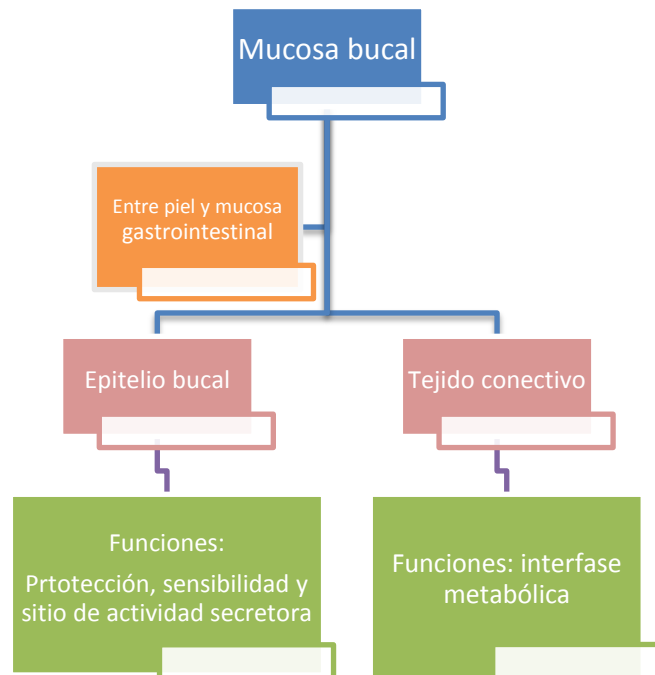 Mucosa bucal
Entre piel y mucosa
gastrointestinal
Epitelio bucal
Tejido conectivo
Funciones:
Prtotección, sensibilidad y
sitio de actividad secretora
Funciones: interfase
metabólica